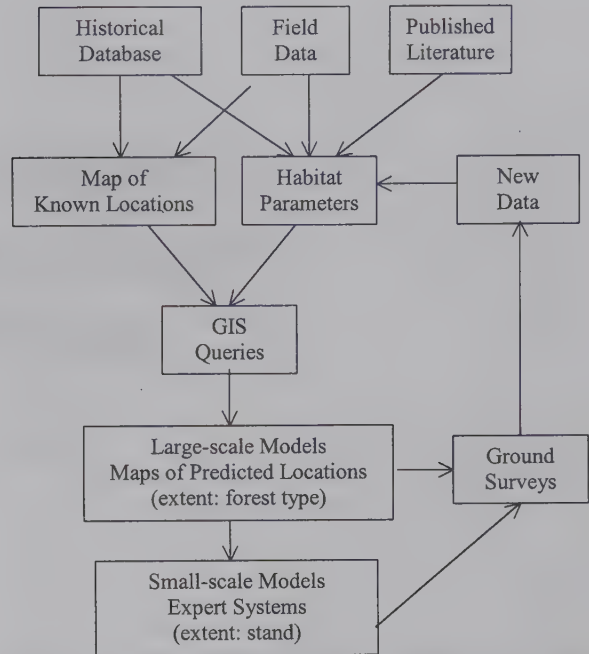 Historical
Database
Field
Data
Published
Literature
Map of
Known Locations
Habitat
Parameters
New
Data
GIS
Queries
Large-scale Models
Maps of Predicted Locations
(extent: forest type)
Ground
Surveys
Small-scale Models
Expert Systems
(extent: stand)